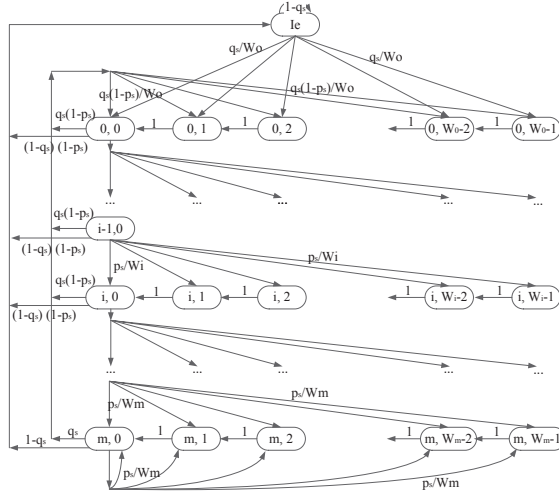 1-qs
Ie
qs/Wo qs/Wo
qs(1-ps)/Wo qs(1-ps)/Wo
qs(1-ps)
0, 0 1 0, 1 1 0, 2 1 0, W0-2 1 0, W0-1
(1-qs) (1-ps)
... ... ... ... ...
qs(1-ps)
i-1,0
(1-qs) (1-ps)
ps/Wi ps/Wi
qs(1-ps)
i, 0 1 i, 1 1 i, 2 1 i, Wi-2 1 i, Wi-1
(1-qs) (1-ps)
... ... ... ... ...
ps/Wm ps/Wm
qs m, 0 1 m, 1 1 m, 2 1 m, Wm-2 1 m, Wm-1
1-qs
ps/Wm
ps/Wm